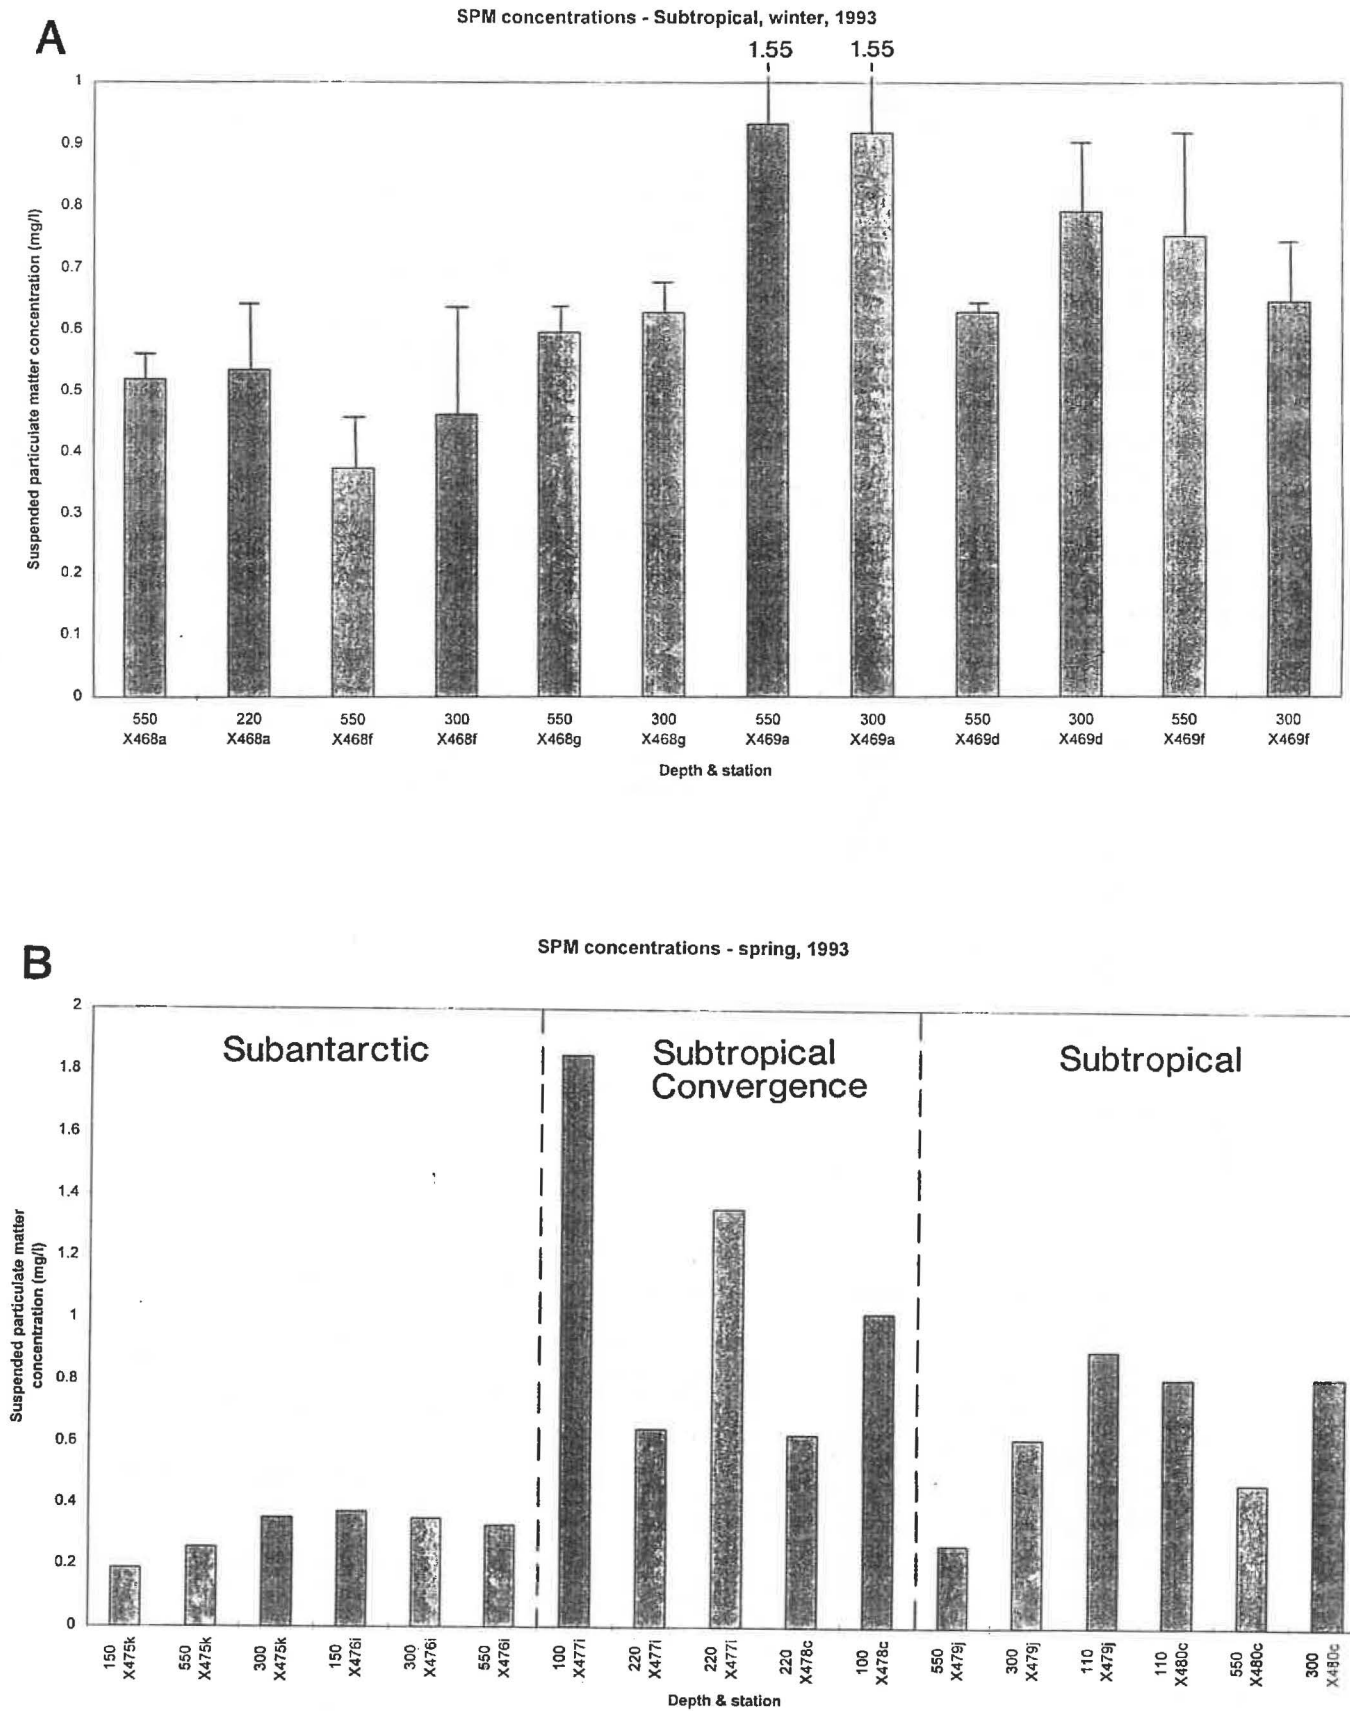 A
SPM concentrations - Subtropical, winter, 1993
1.55 1.55
Suspended particulate matter concentration (mg/l)
1
0.9
0.8
0.7
0.6
0.5
0.4
0.3
0.2
0.1
0
550 220 550 300 550 300 550 300 550 300 550 300
X468a X468a X468f X468f X468g X468g X469a X469a X469d X469d X469f X469f
Depth & station
B
SPM concentrations - spring, 1993
Suspended particulate matter
concentration (mg/l)
2
1.8
1.6
1.4
1.2
1
0.8
0.6
0.4
0.2
0
Subantarctic
Subtropical
Convergence
Subtropical
150
X475k
550
X475k
300
X475k
150
X476i
300
X476i
550
X476i
100
X477i
220
X477i
220
X477i
220
X478c
100
X478c
550
X479j
300
X479j
110
X479j
110
X480c
550
X480c
300
X480c
Depth & station